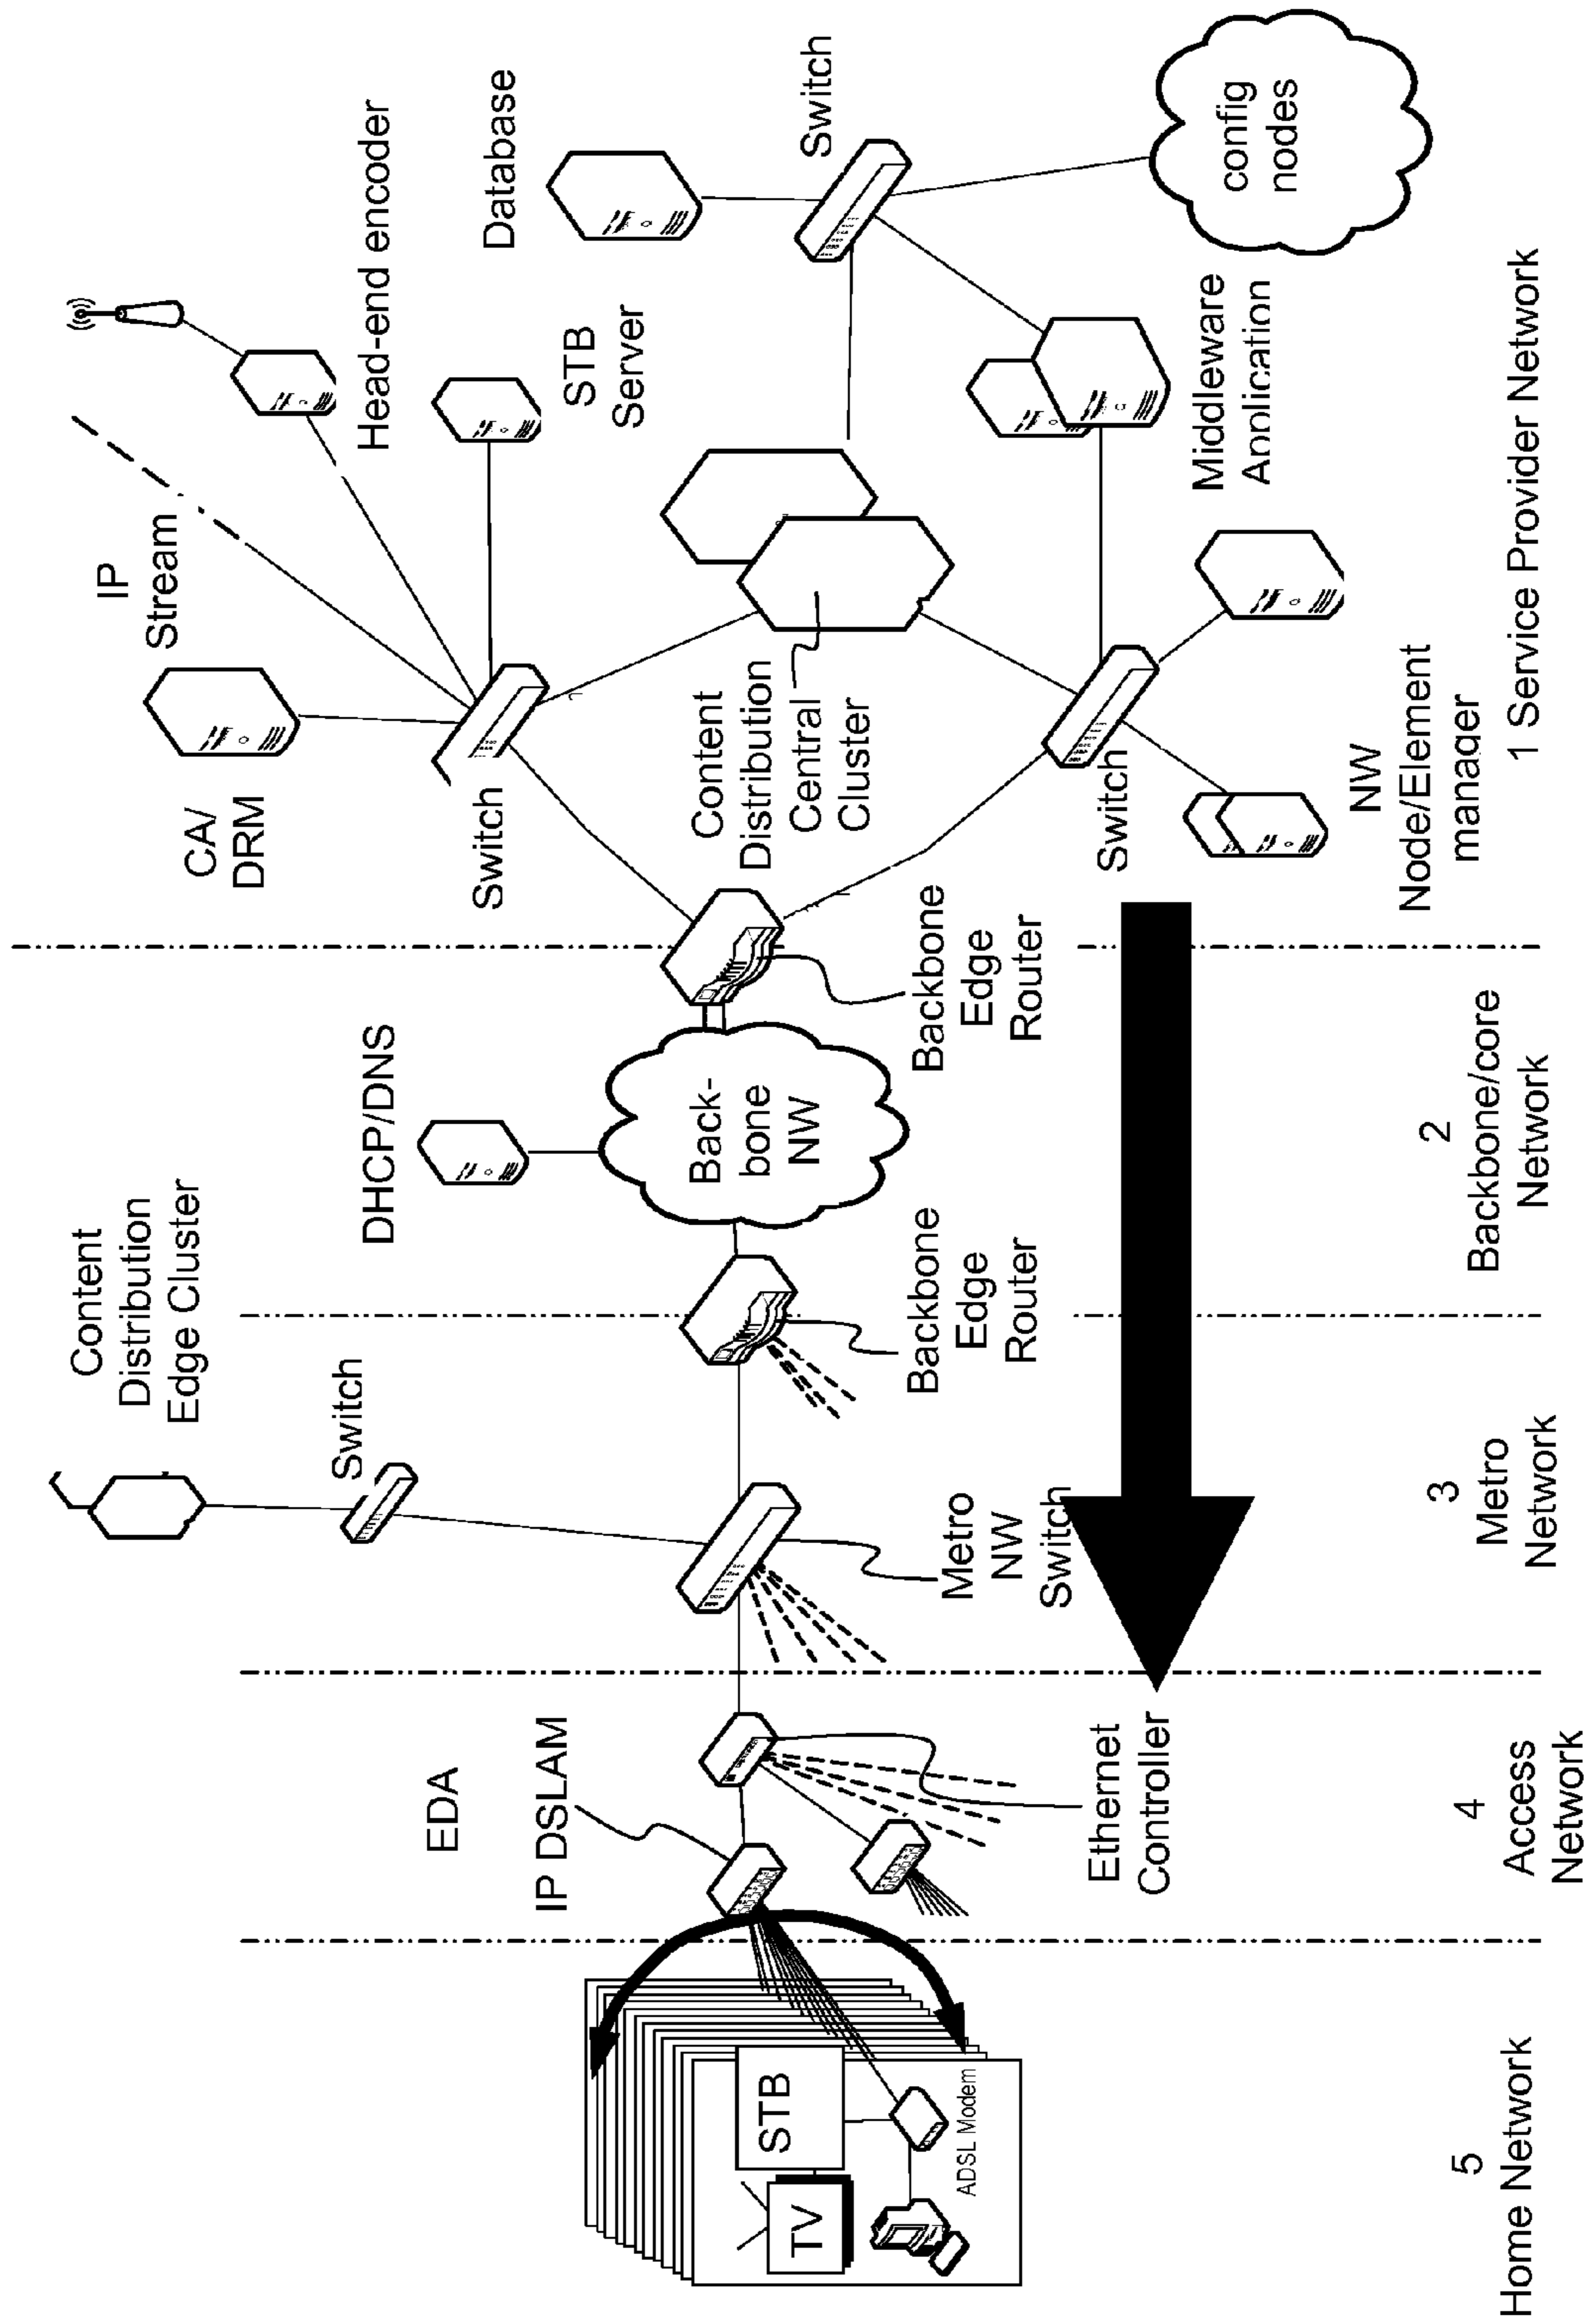 Content
Distribution
Edge Cluster
Switch
DHCP/DNS
CA/
DRM
IP
Stream
Head-end encoder
Database
STB
Server
Switch
Switch
config
nodes
Content
Distribution
Central
Cluster
Middleware
Application
Switch
NW
Node/Element
manager
Backbone
Edge
Router
Back-
bone
NW
Backbone
Edge
Router
Metro
NW
Switch
EDA
IP DSLAM
Ethernet
Controller
STB
TV
ADSL Modem
5
Home Network
4
Access
Network
3
Metro
Network
2
Backbone/core
Network
1 Service Provider Network